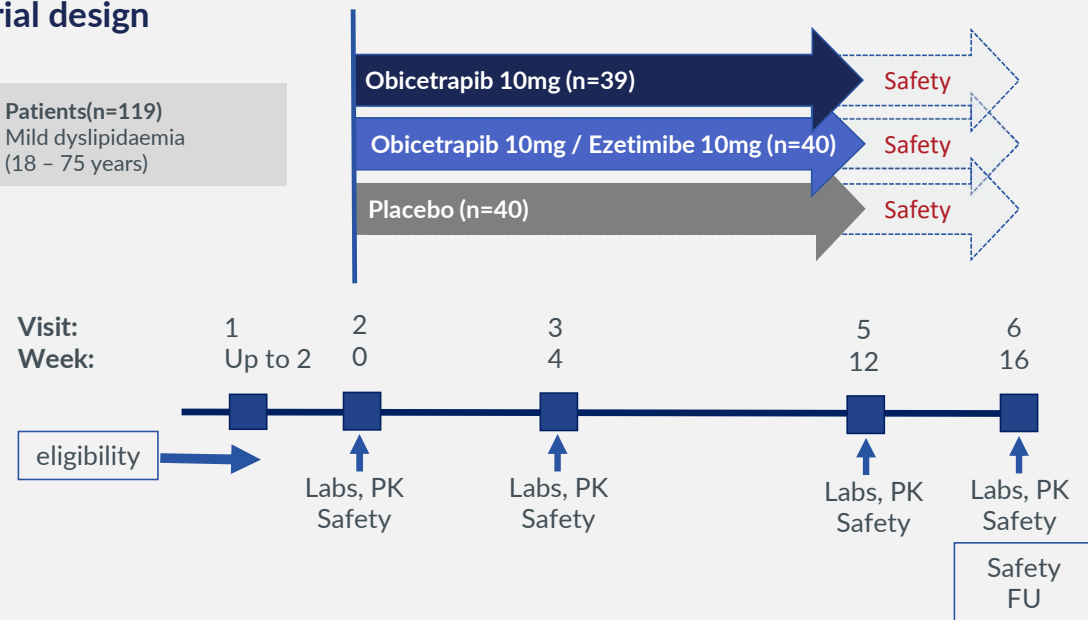 rial design
Patients(n=119)
Mild dyslipidaemia
(18 – 75 years)
Obicetrapib 10mg (n=39)
Safety
Obicetrapib 10mg / Ezetimibe 10mg (n=40)
Safety
Placebo (n=40)
Safety
Visit: 1 2 3 5 6
Week: Up to 2 0 4 12 16
eligibility
Labs, PK
Safety
Labs, PK
Safety
Labs, PK
Safety
Labs, PK
Safety
Safety
FU